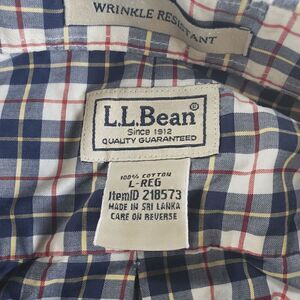 WRINKLE RESISTANT
L.L.Bean®
Since 1912
QUALITY GUARANTEED
100% COTTON
L-REG
ItemID 218573
MADE IN SRI LANKA
CARE ON REVERSE